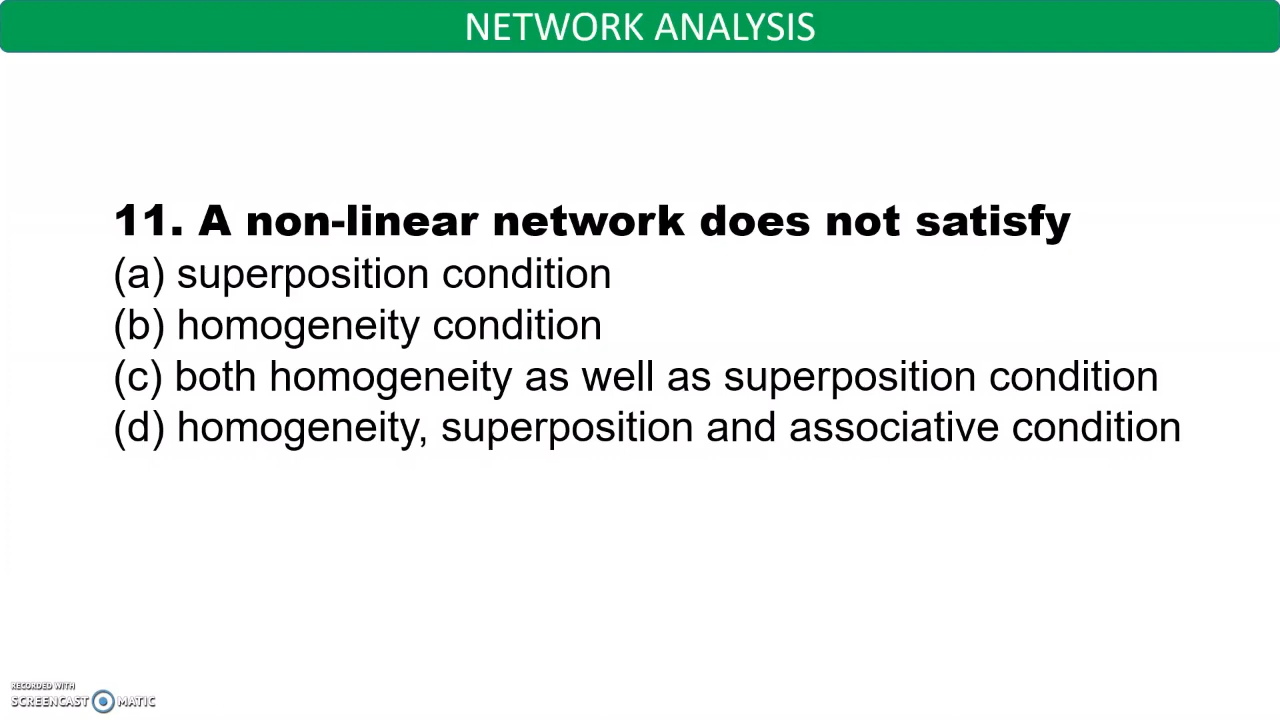 NETWORK ANALYSIS
11. A non-linear network does not satisfy
(a) superposition condition
(b) homogeneity condition
(c) both homogeneity as well as superposition condition
(d) homogeneity, superposition and associative condition
RECORDED WITH
SCREENCAST MATIC